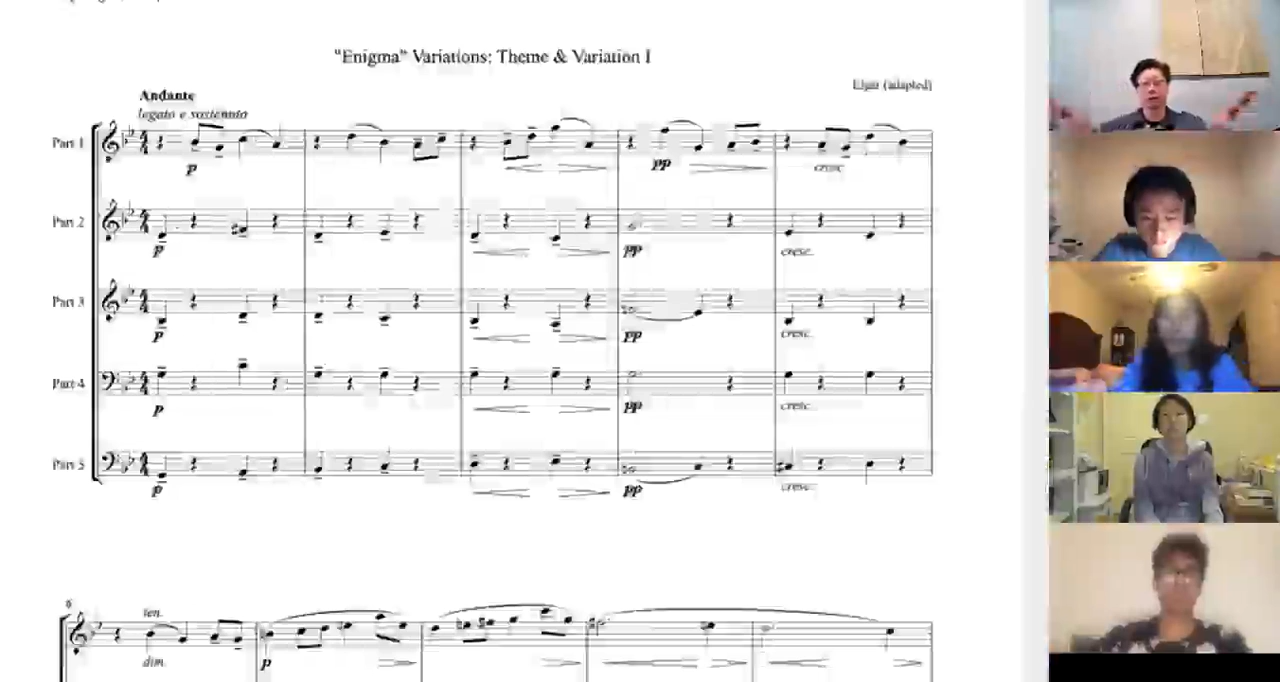 "Enigma" Variations: Theme & Variation I
Elgar (adapted)
Andante
legato e sostenuto
Part 1
p
pp
cresc
Part 2
p
pp
cresc.
Part 3
p
pp
cresc.
Part 4
p
pp
cresc.
Part 5
p
pp
cresc.
6
ten.
dim.
p